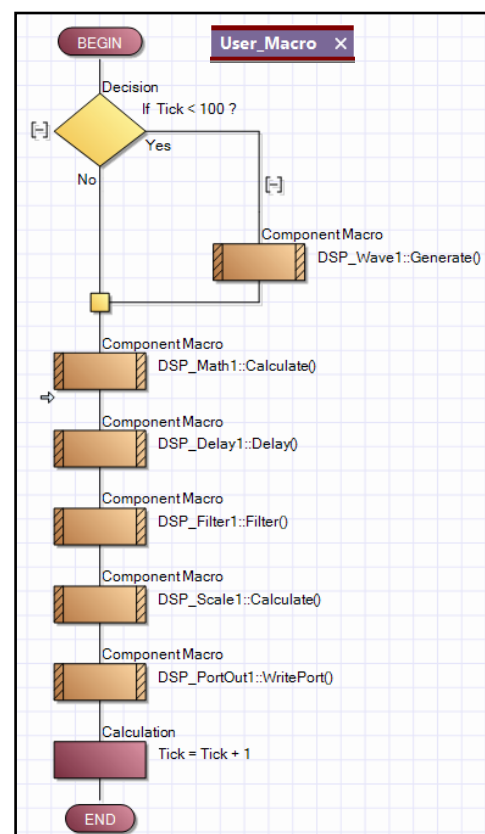 BEGIN
User_Macro ×
Decision
If Tick < 100 ?
Yes
No
Component Macro
DSP_Wave1::Generate()
Component Macro
DSP_Math1::Calculate()
Component Macro
DSP_Delay1::Delay()
Component Macro
DSP_Filter1::Filter()
Component Macro
DSP_Scale1::Calculate()
Component Macro
DSP_PortOut1::WritePort()
Calculation
Tick = Tick + 1
END